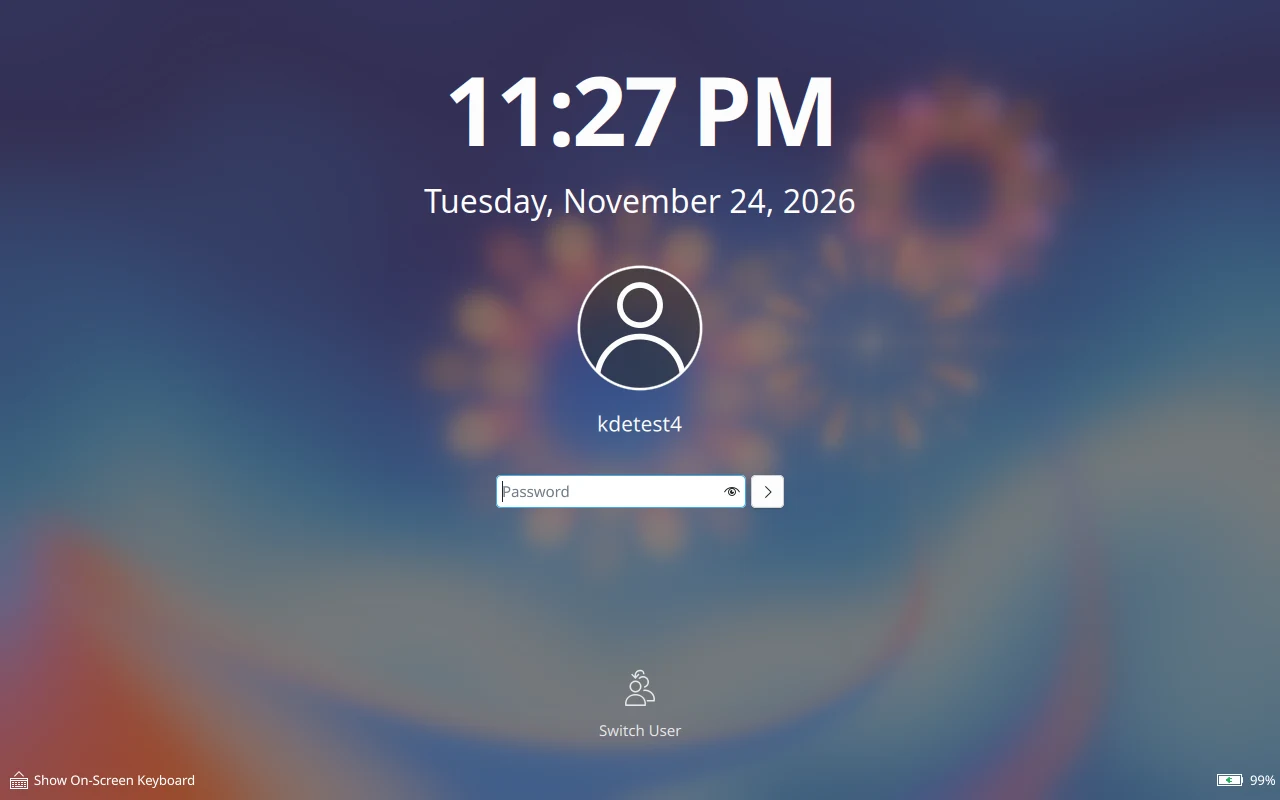 11:27 PM
Tuesday, November 24, 2026
kdetest4
Password
Switch User
Show On-Screen Keyboard
99%